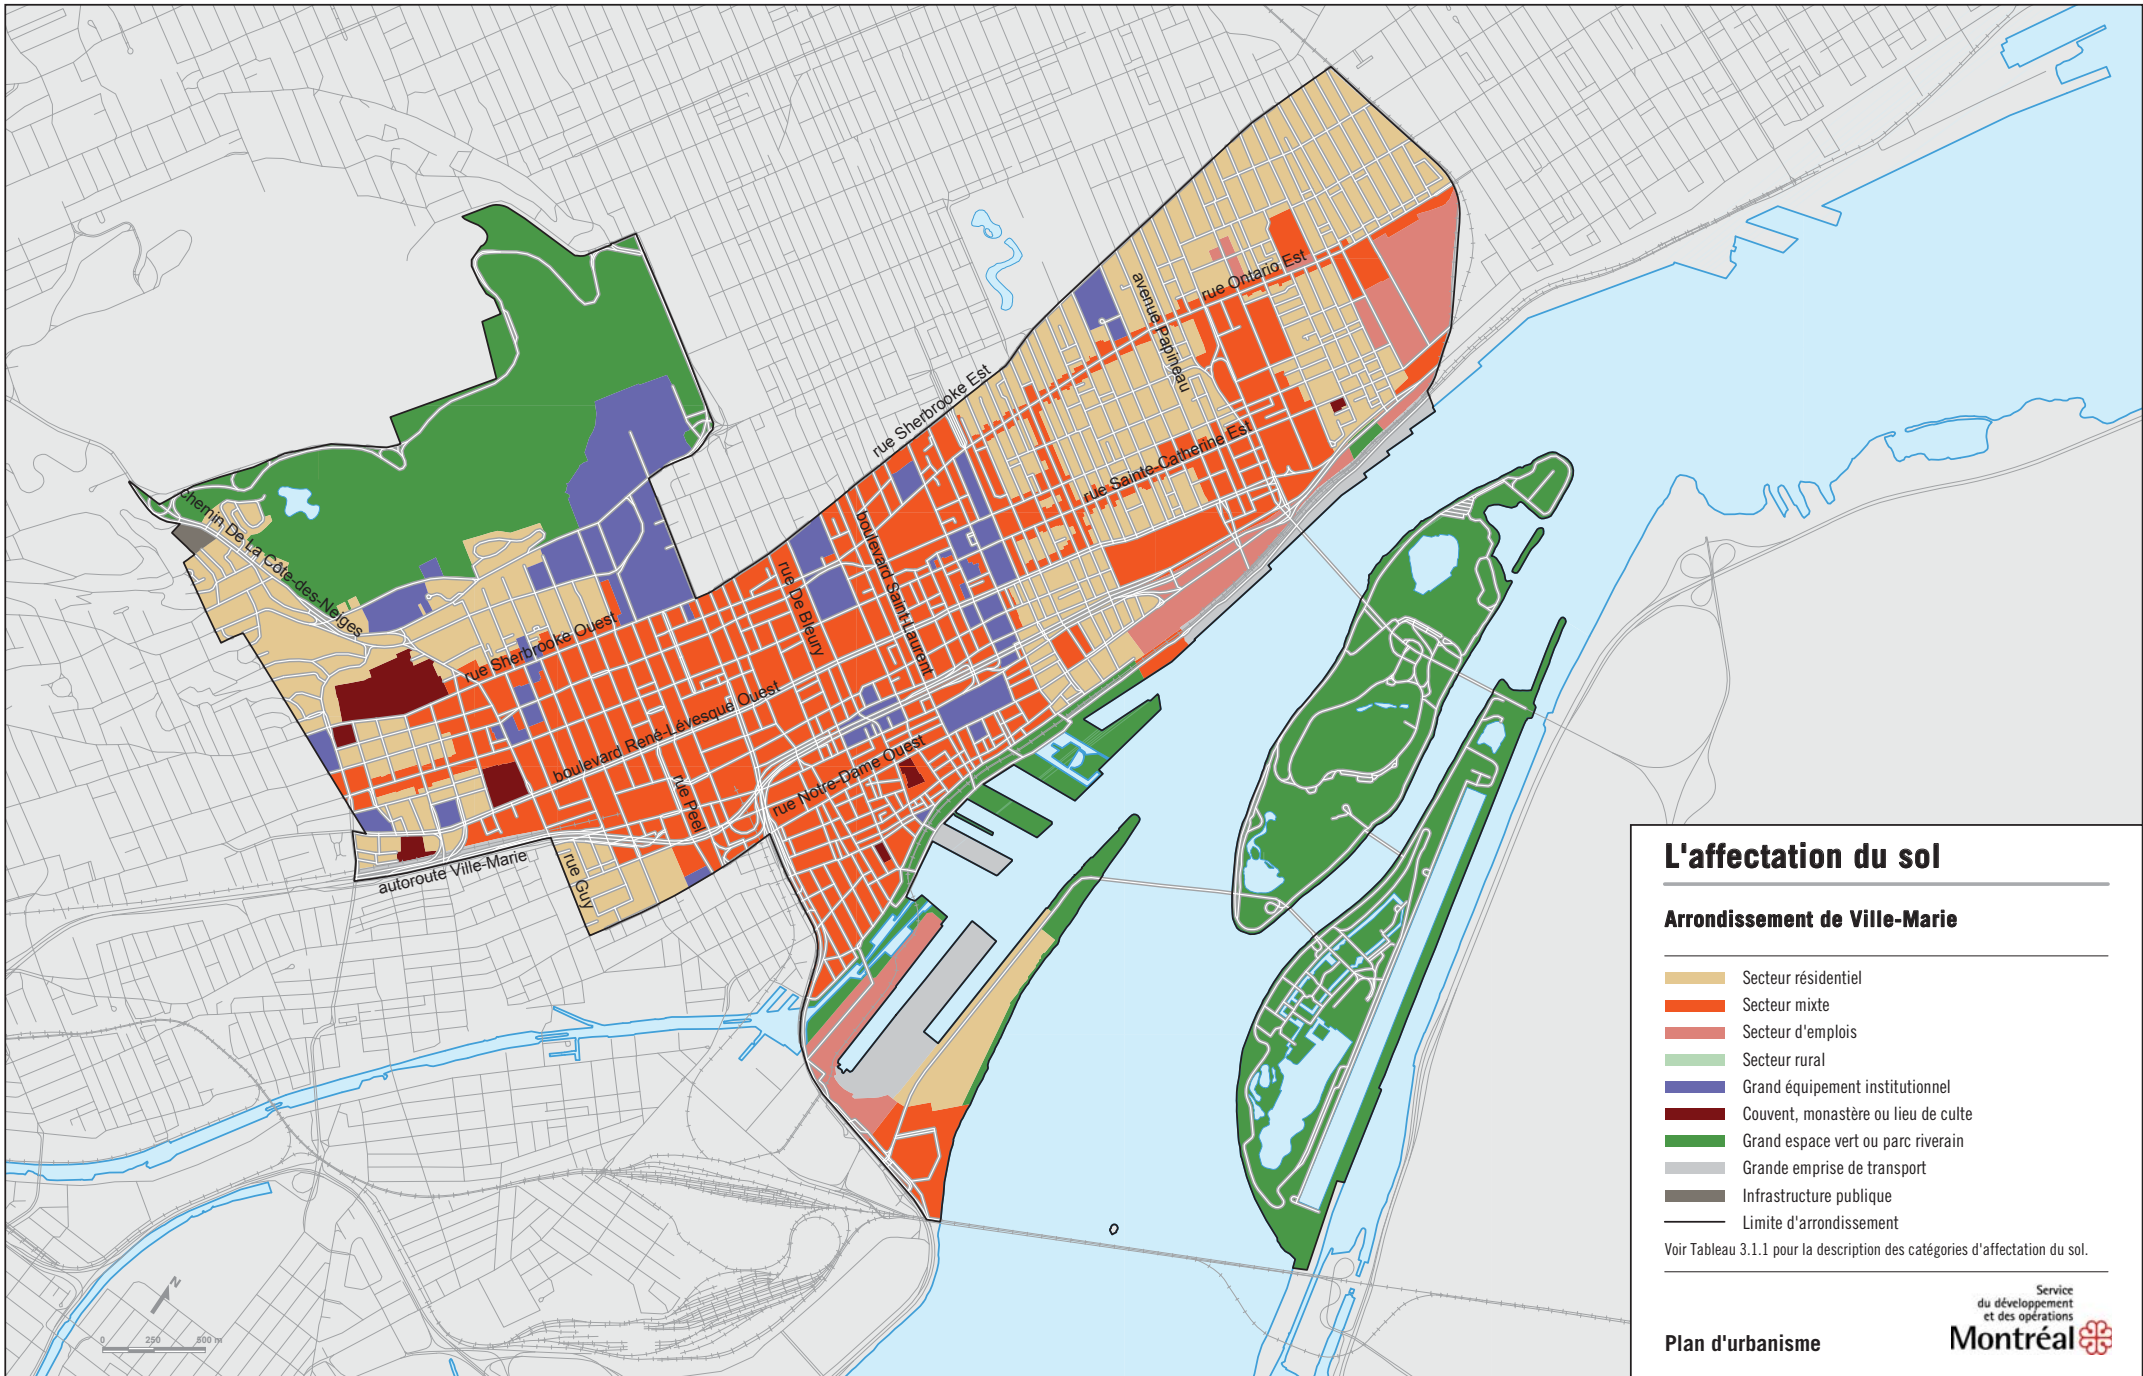 rue Ontario Est
avenue Papineau
rue Sherbrooke Est
rue Sainte-Catherine Est
chemin De La Côte-des-Neiges
boulevard Saint-Laurent
rue De Bleury
rue Sherbrooke Ouest
boulevard René-Lévesque Ouest
rue Notre-Dame Ouest
rue Peel
autoroute Ville-Marie
rue Guy
N
0 250 500 m
L'affectation du sol
Arrondissement de Ville-Marie
Secteur résidentiel
Secteur mixte
Secteur d'emplois
Secteur rural
Grand équipement institutionnel
Couvent, monastère ou lieu de culte
Grand espace vert ou parc riverain
Grande emprise de transport
Infrastructure publique
Limite d'arrondissement
Voir Tableau 3.1.1 pour la description des catégories d'affectation du sol.
Service
du développement
et des opérations
Montréal
Plan d'urbanisme